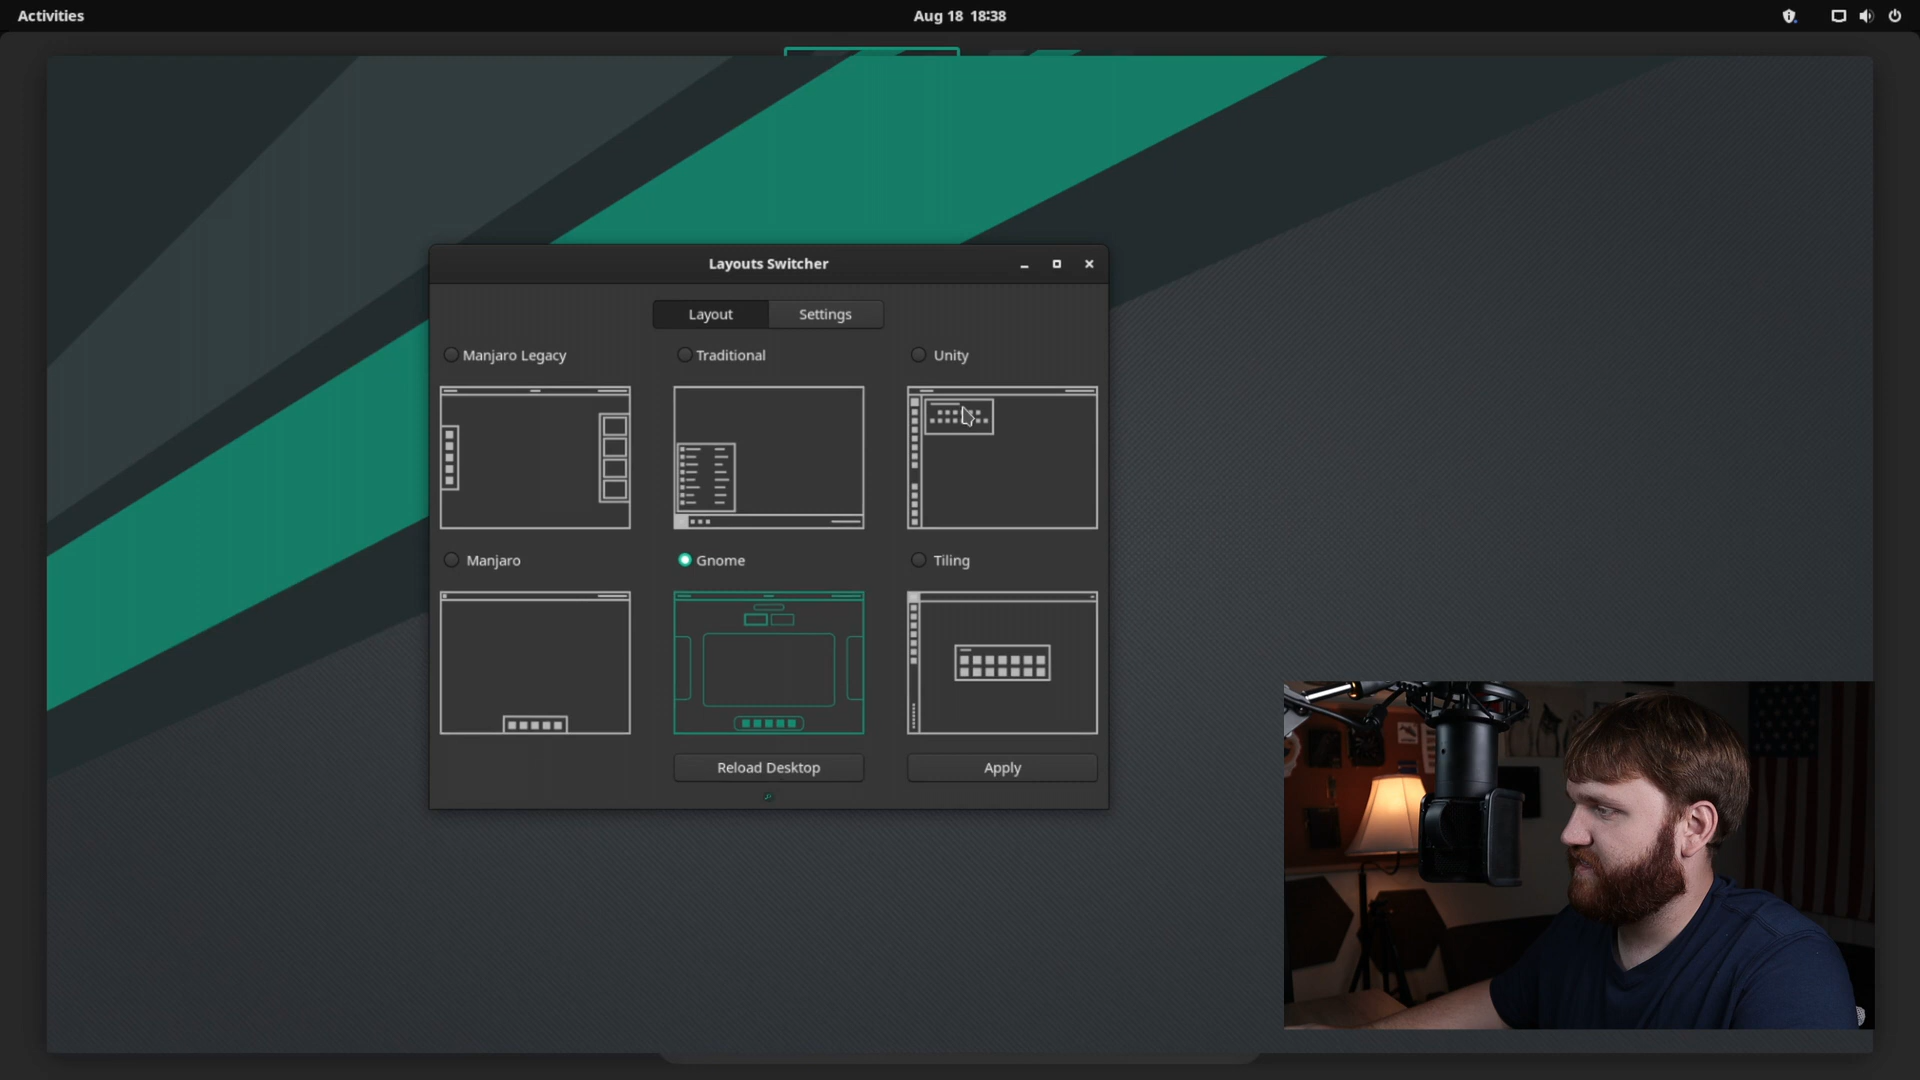 Activities
Aug 18 18:38
Layouts Switcher
Layout Settings
Manjaro Legacy Traditional Unity
Manjaro Gnome Tiling
Reload Desktop Apply